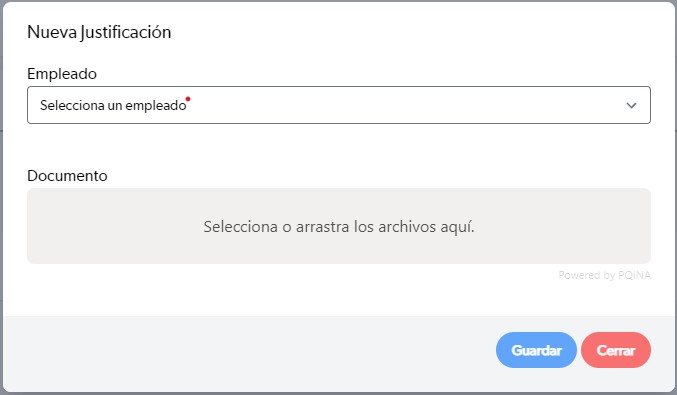 Nueva Justificación
Empleado
Selecciona un empleado
Documento
Selecciona o arrastra los archivos aquí.
Powered by PQINA
Guardar
Cerrar